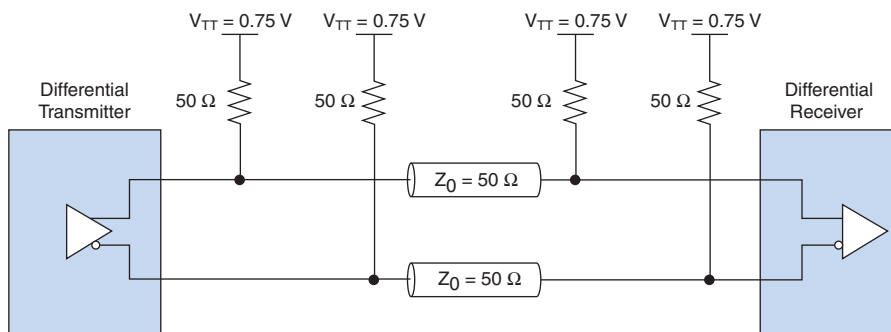 V_TT = 0.75 V V_TT = 0.75 V V_TT = 0.75 V V_TT = 0.75 V
Differential
Transmitter
50 Ω 50 Ω 50 Ω 50 Ω
Differential
Receiver
Z_0 = 50 Ω
Z_0 = 50 Ω